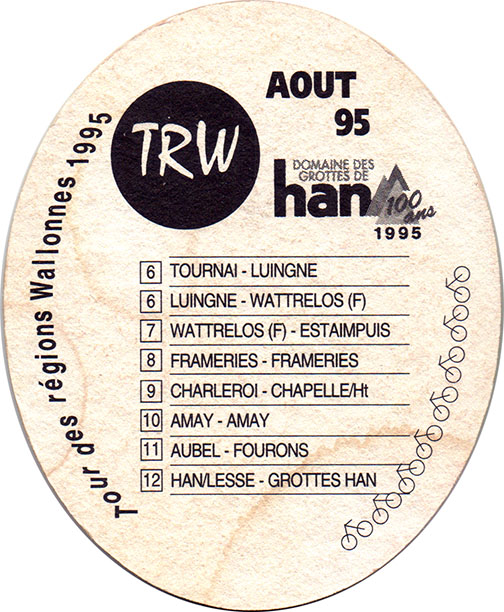 Tour des régions Wallonnes 1995
TRW
AOUT
95
DOMAINE DES
GROTTES DE
han
100
ans
1995
6 TOURNAI - LUINGNE
6 LUINGNE - WATTRELOS (F)
7 WATTRELOS (F) - ESTAIMPUIS
8 FRAMERIES - FRAMERIES
9 CHARLEROI - CHAPELLE/Ht
10 AMAY - AMAY
11 AUBEL - FOURONS
12 HAN/LESSE - GROTTES HAN